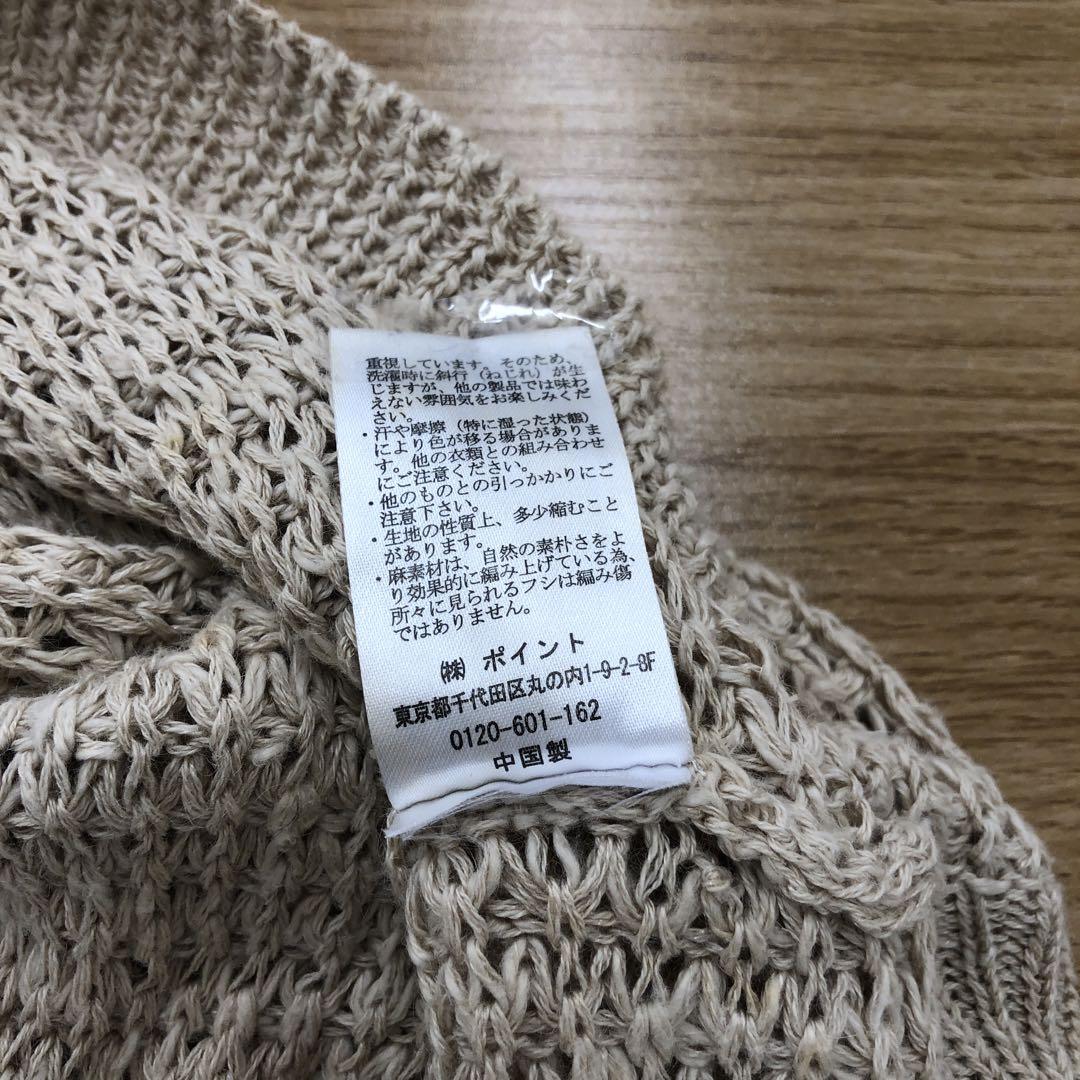 重視しています。そのため、
洗濯時に斜行（ねじれ）が生
じますが、他の製品では味わ
えない雰囲気をお楽しみくだ
さい。
・汗や摩擦（特に湿った状態）
により色が移る場合がありま
す。他の衣類との組み合わせ
にご注意ください。
・他のものとの引っかかりにご
注意下さい。
・生地の性質上、多少縮むこと
があります。
・麻素材は、自然の素朴さをよ
り効果的に編み上げている為、
所々に見られるフシは編み傷
ではありません。
㈱ ポイント
東京都千代田区丸の内1-9-2-8F
0120-601-162
中国製